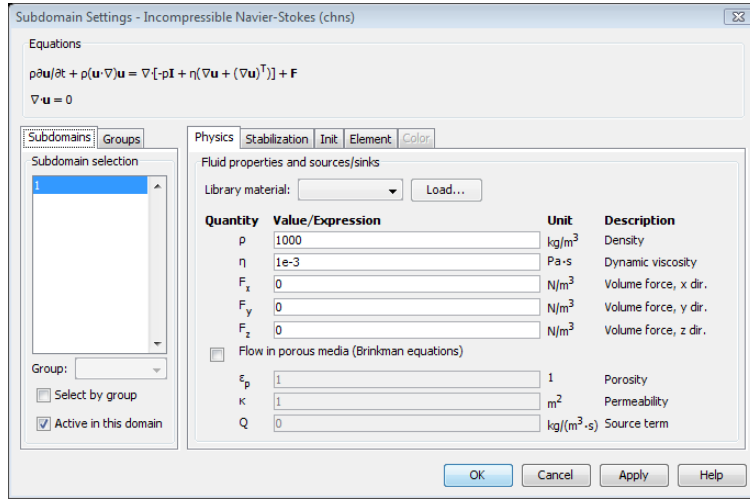 Subdomain Settings - Incompressible Navier-Stokes (chns)
Equations
ρ∂u/∂t + ρ(u·∇)u = ∇·[-pI + η(∇u + (∇u)ᵀ)] + F
∇·u = 0
Subdomains Groups
Physics Stabilization Init Element Color
Subdomain selection
1
Group:
Select by group
Active in this domain
Fluid properties and sources/sinks
Library material: Load...
Quantity Value/Expression Unit Description
ρ 1000 kg/m³ Density
η 1e-3 Pa·s Dynamic viscosity
Fₓ 0 N/m³ Volume force, x dir.
F_y 0 N/m³ Volume force, y dir.
F_z 0 N/m³ Volume force, z dir.
Flow in porous media (Brinkman equations)
εₚ 1 1 Porosity
κ 1 m² Permeability
Q 0 kg/(m³·s) Source term
OK Cancel Apply Help